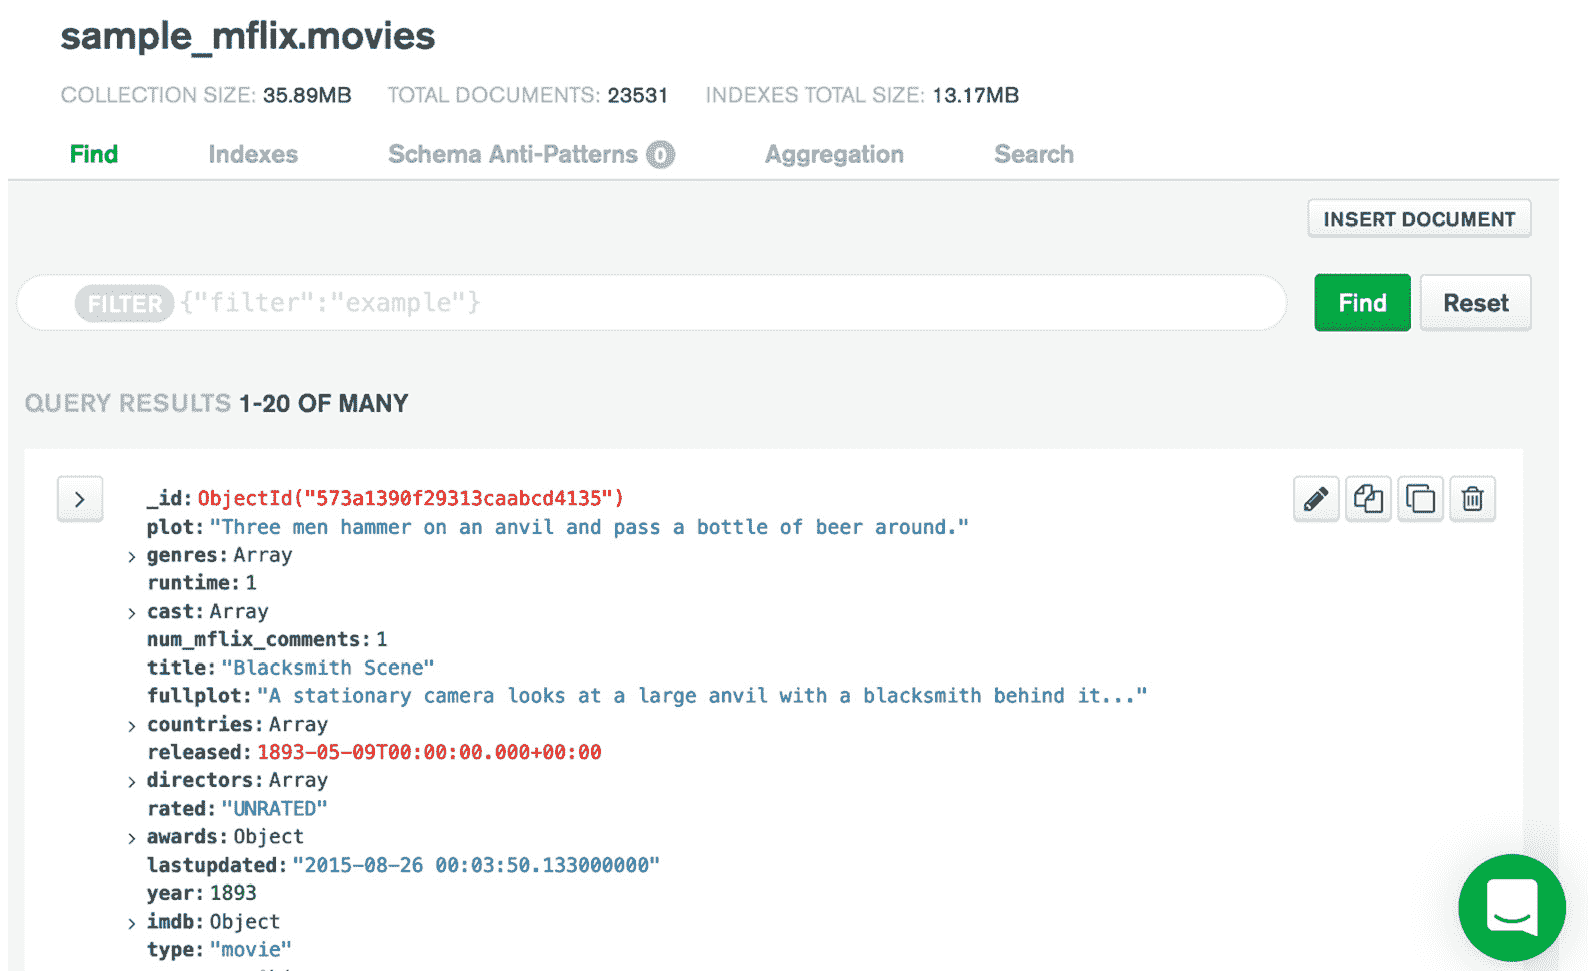 sample_mflix.movies
COLLECTION SIZE: 35.89MB TOTAL DOCUMENTS: 23531 INDEXES TOTAL SIZE: 13.17MB
Find Indexes Schema Anti-Patterns 0 Aggregation Search
INSERT DOCUMENT
FILTER {"filter":"example"} Find Reset
QUERY RESULTS 1-20 OF MANY
_id: ObjectId("573a1390f29313caabcd4135")
plot: "Three men hammer on an anvil and pass a bottle of beer around."
> genres: Array
runtime: 1
> cast: Array
num_mflix_comments: 1
title: "Blacksmith Scene"
fullplot: "A stationary camera looks at a large anvil with a blacksmith behind it..."
> countries: Array
released: 1893-05-09T00:00:00.000+00:00
> directors: Array
rated: "UNRATED"
> awards: Object
lastupdated: "2015-08-26 00:03:50.133000000"
year: 1893
> imdb: Object
type: "movie"